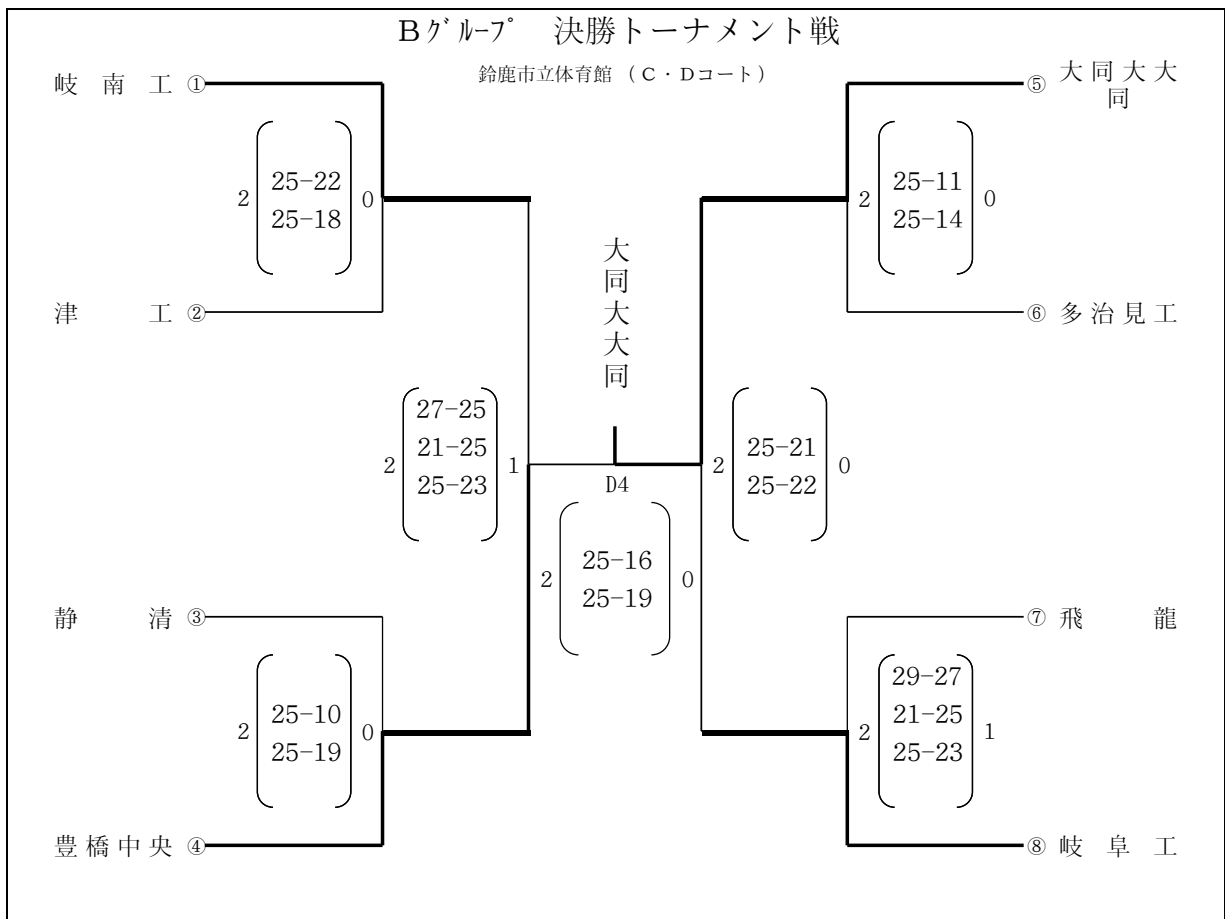 Bグループ 決勝トーナメント戦
鈴鹿市立体育館 (C・Dコート)
岐南工 ①
2 25-22 0
25-18
津工 ②
⑤ 大同大大
同
2 25-11 0
25-14
⑥ 多治見工
大同大大同
27-25
2 21-25 1
25-23
2 25-21 0
25-22
D4
2 25-16 0
25-19
静清 ③
2 25-10 0
25-19
豊橋中央 ④
⑦ 飛龍
29-27
2 21-25 1
25-23
⑧ 岐阜工